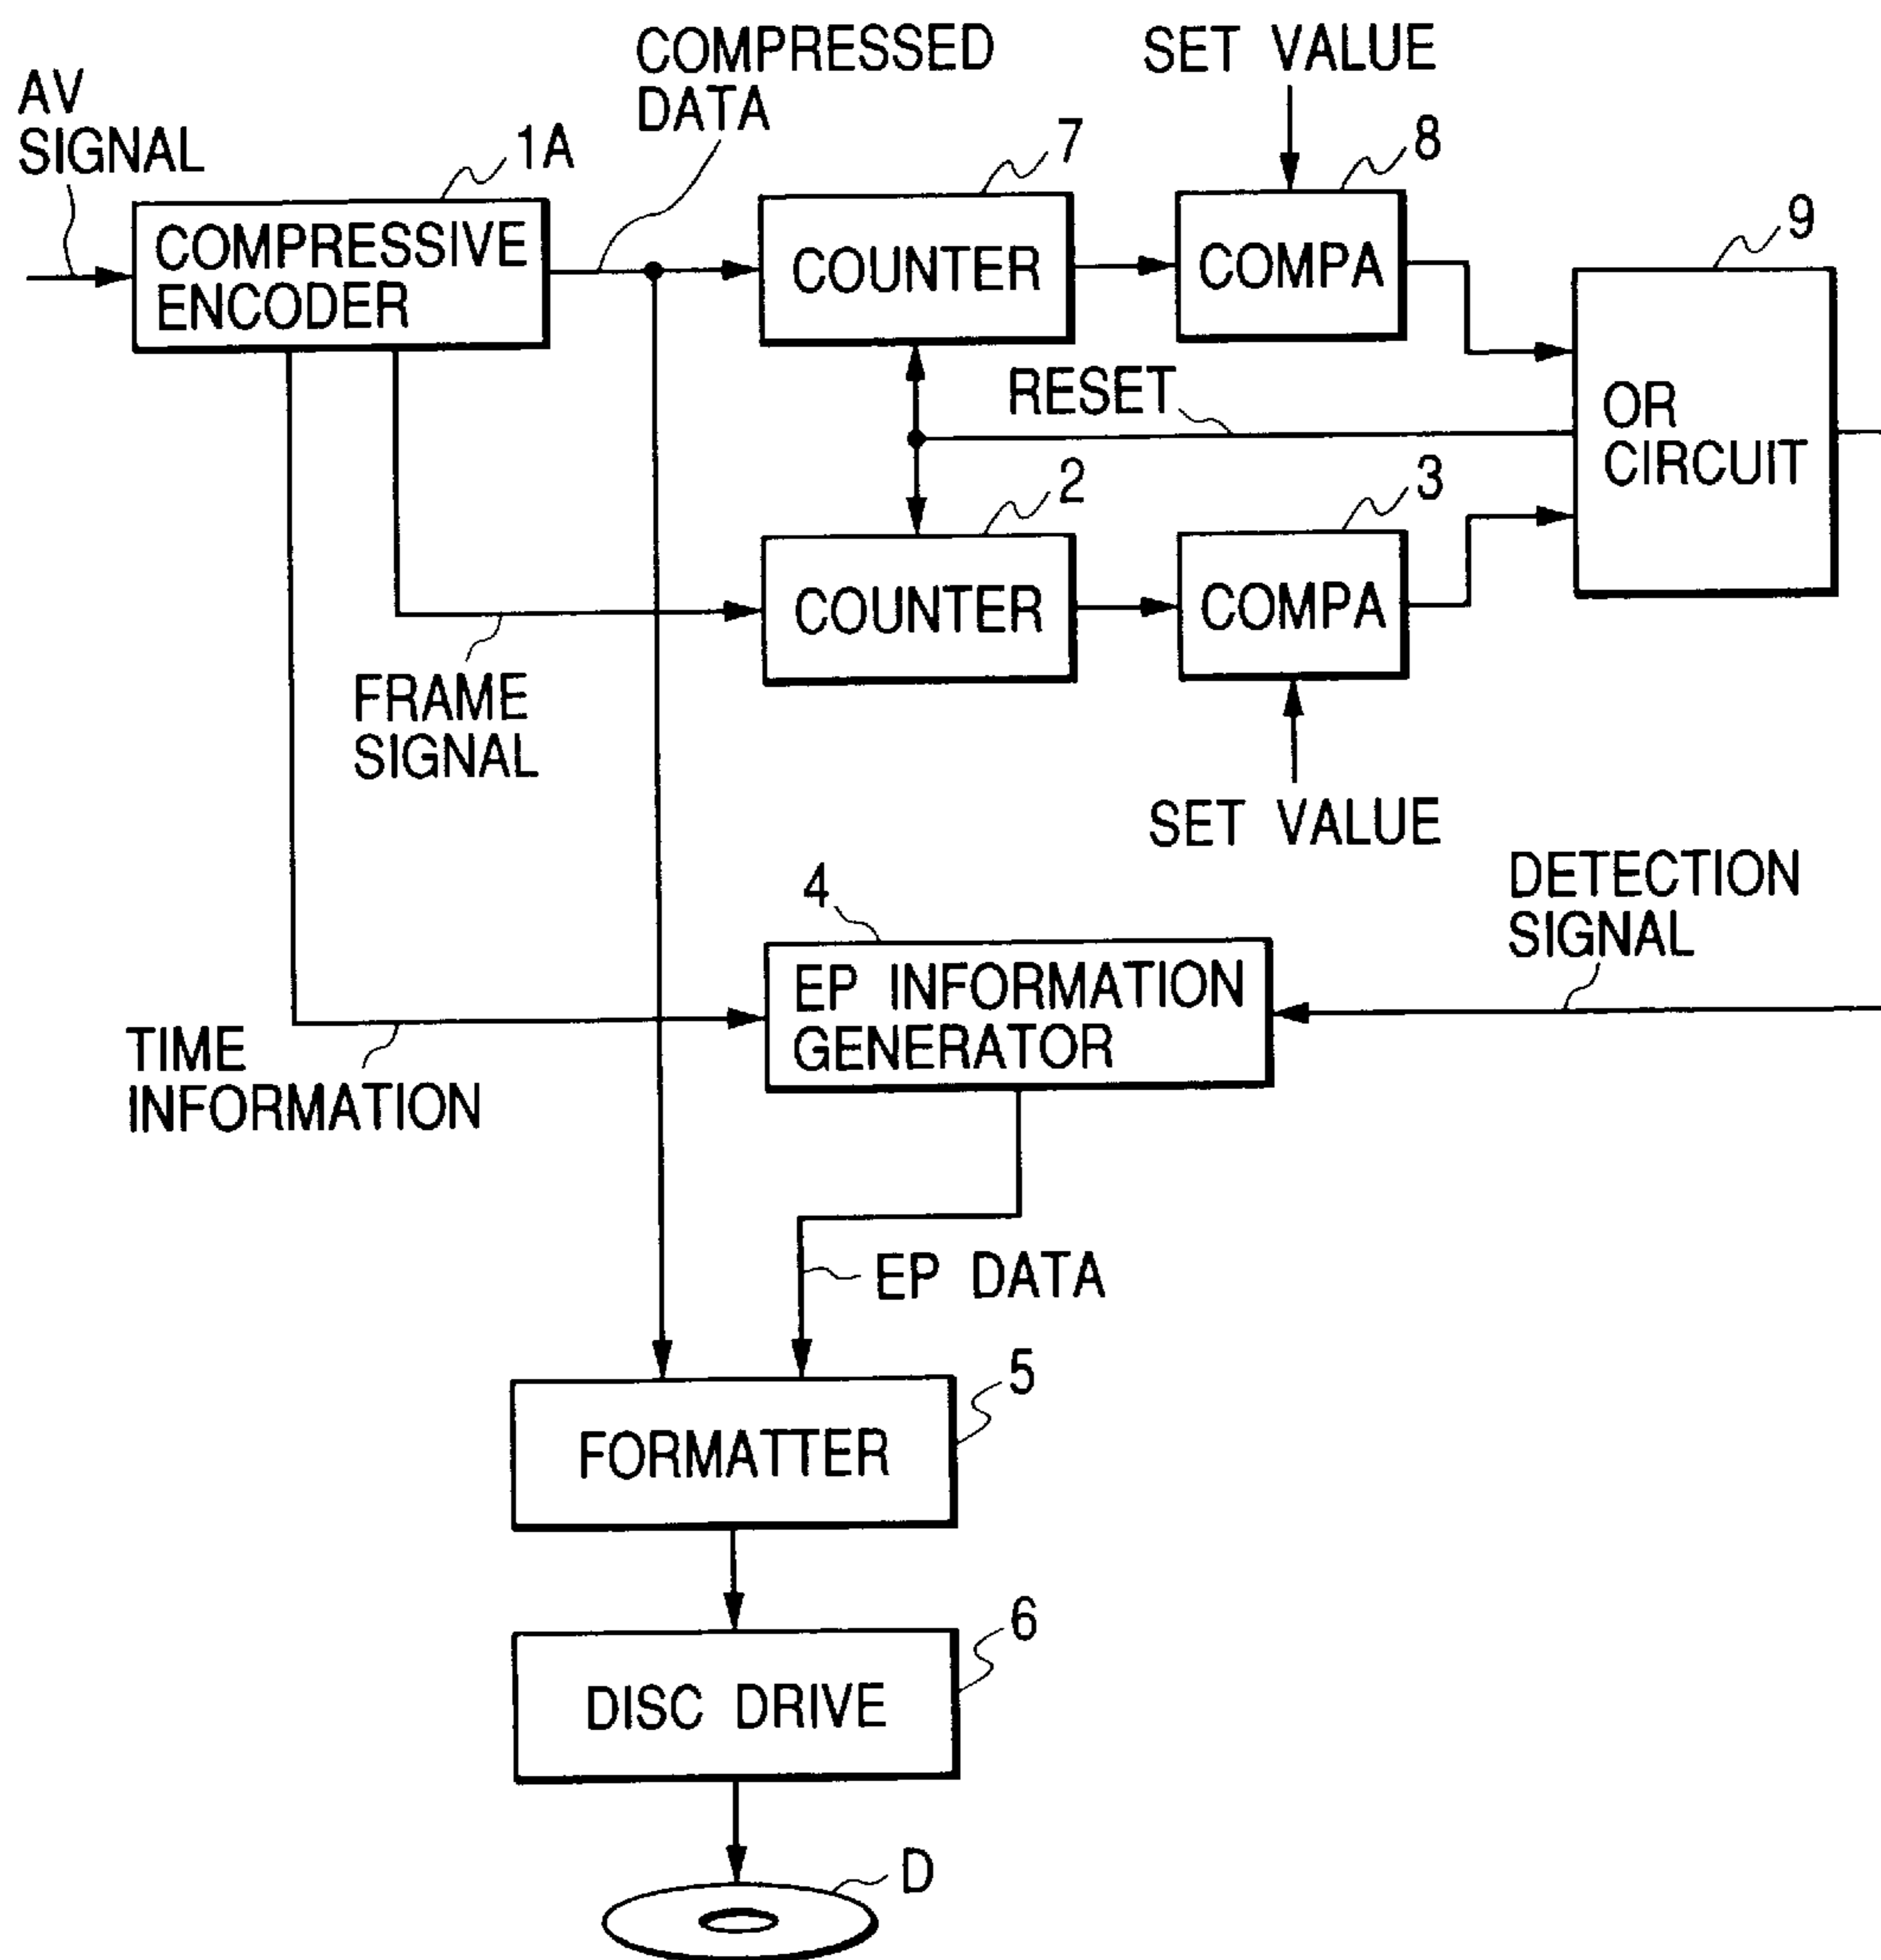 COMPRESSED
DATA
SET VALUE
AV
SIGNAL
1A
7
8
9
COMPRESSIVE
ENCODER
COUNTER
COMPA
RESET
OR
CIRCUIT
2
3
COUNTER
COMPA
FRAME
SIGNAL
SET VALUE
DETECTION
SIGNAL
4
EP INFORMATION
GENERATOR
TIME
INFORMATION
EP DATA
5
FORMATTER
6
DISC DRIVE
D